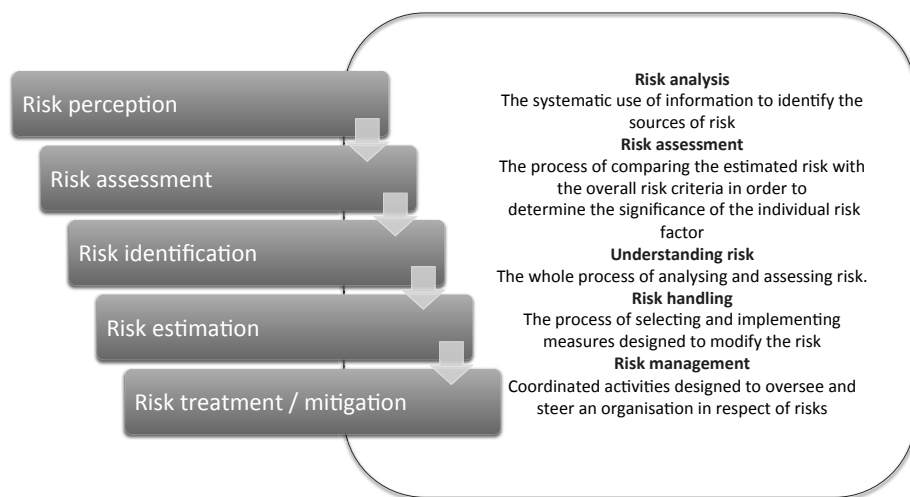 Risk perception
Risk assessment
Risk identification
Risk estimation
Risk treatment / mitigation
Risk analysis
The systematic use of information to identify the
sources of risk
Risk assessment
The process of comparing the estimated risk with
the overall risk criteria in order to
determine the significance of the individual risk
factor
Understanding risk
The whole process of analysing and assessing risk.
Risk handling
The process of selecting and implementing
measures designed to modify the risk
Risk management
Coordinated activities designed to oversee and
steer an organisation in respect of risks